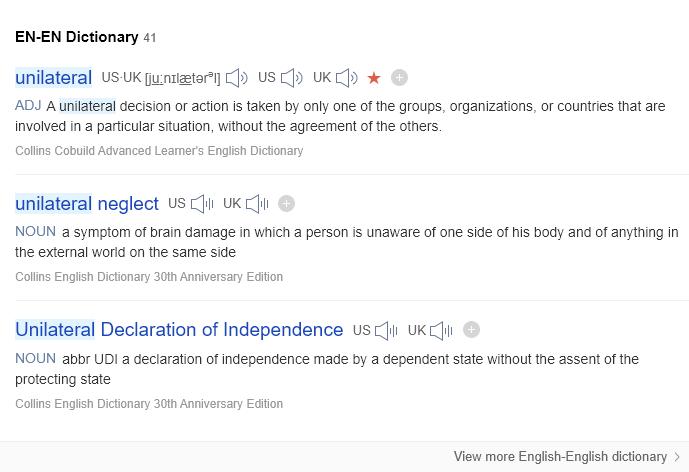 EN-EN Dictionary 41
unilateral US·UK [juːnɪlætərᵊl] US UK
ADJ A unilateral decision or action is taken by only one of the groups, organizations, or countries that are
involved in a particular situation, without the agreement of the others.
Collins Cobuild Advanced Learner's English Dictionary
unilateral neglect US UK
NOUN a symptom of brain damage in which a person is unaware of one side of his body and of anything in
the external world on the same side
Collins English Dictionary 30th Anniversary Edition
Unilateral Declaration of Independence US UK
NOUN abbr UDI a declaration of independence made by a dependent state without the assent of the
protecting state
Collins English Dictionary 30th Anniversary Edition
View more English-English dictionary